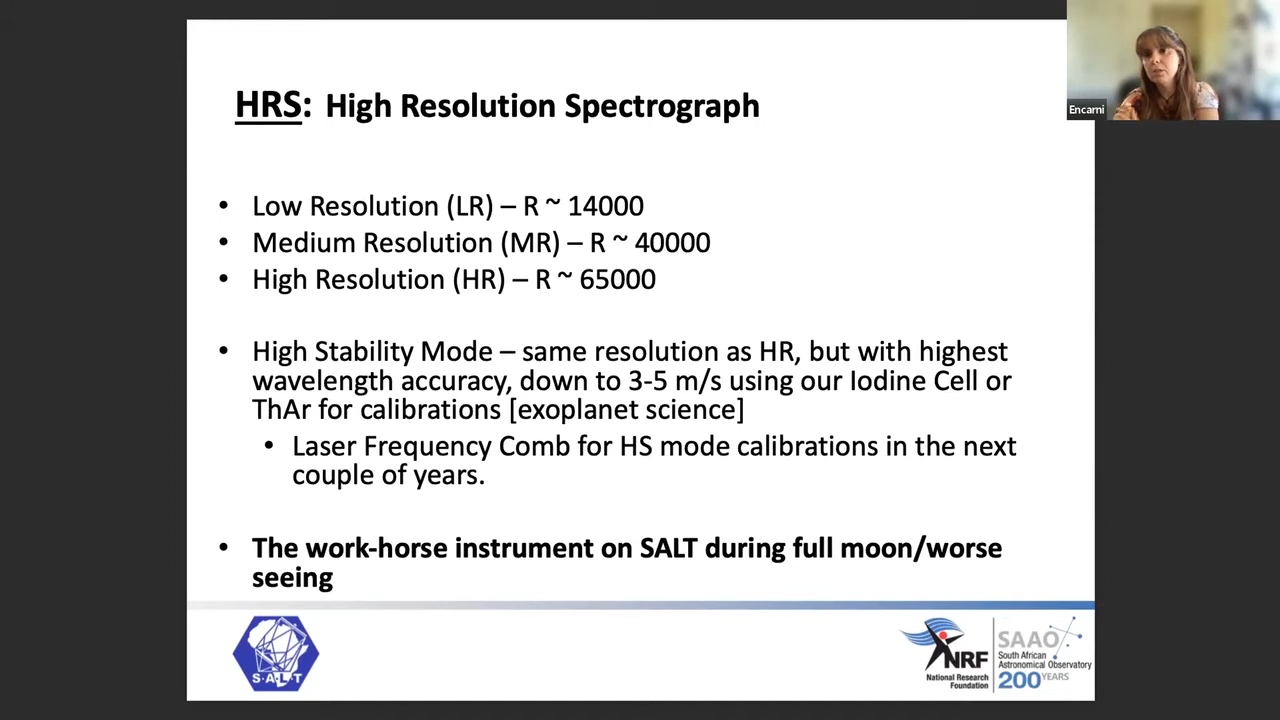 HRS: High Resolution Spectrograph
• Low Resolution (LR) – R ~ 14000
• Medium Resolution (MR) – R ~ 40000
• High Resolution (HR) – R ~ 65000
• High Stability Mode – same resolution as HR, but with highest
wavelength accuracy, down to 3-5 m/s using our Iodine Cell or
ThAr for calibrations [exoplanet science]
• Laser Frequency Comb for HS mode calibrations in the next
couple of years.
• The work-horse instrument on SALT during full moon/worse
seeing
Encarni
S·A·L·T
NRF
National Research
Foundation
SAAO
South African
Astronomical Observatory
200 YEARS